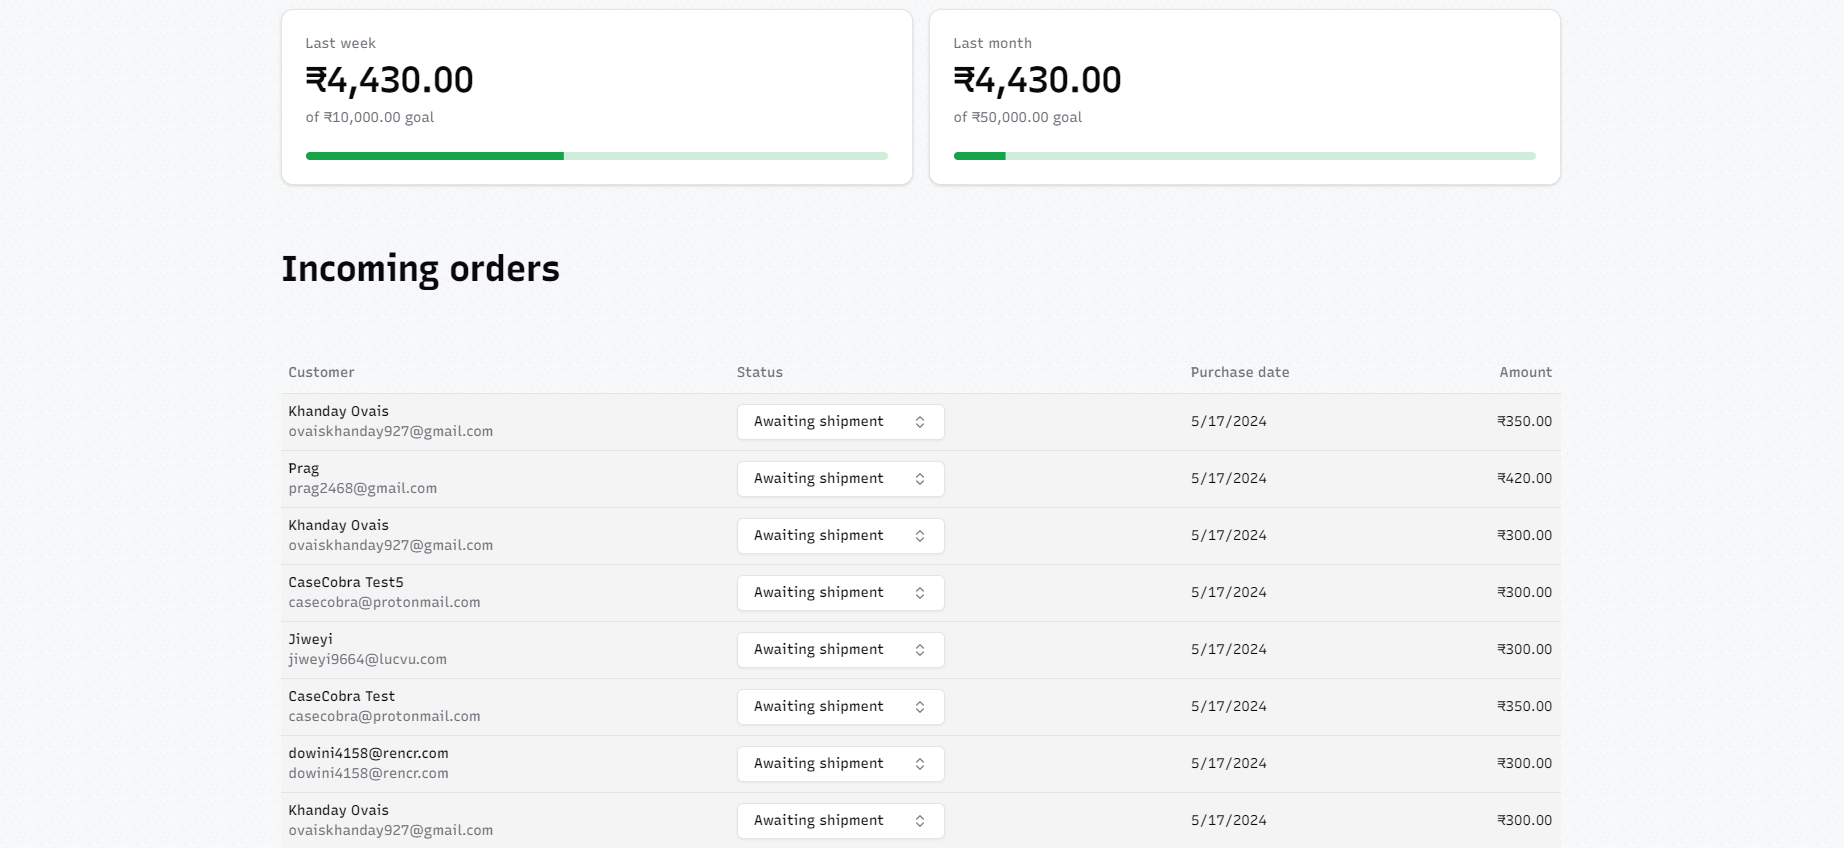 Last week
₹4,430.00
of ₹10,000.00 goal
Last month
₹4,430.00
of ₹50,000.00 goal
Incoming orders
Customer Status Purchase date Amount
Khanday Ovais
ovaiskhanday927@gmail.com
Awaiting shipment 5/17/2024 ₹350.00
Prag
prag2468@gmail.com
Awaiting shipment 5/17/2024 ₹420.00
Khanday Ovais
ovaiskhanday927@gmail.com
Awaiting shipment 5/17/2024 ₹300.00
CaseCobra Test5
casecobra@protonmail.com
Awaiting shipment 5/17/2024 ₹300.00
Jiweyi
jiweyi9664@lucvu.com
Awaiting shipment 5/17/2024 ₹300.00
CaseCobra Test
casecobra@protonmail.com
Awaiting shipment 5/17/2024 ₹350.00
dowini4158@rencr.com
dowini4158@rencr.com
Awaiting shipment 5/17/2024 ₹300.00
Khanday Ovais
ovaiskhanday927@gmail.com
Awaiting shipment 5/17/2024 ₹300.00